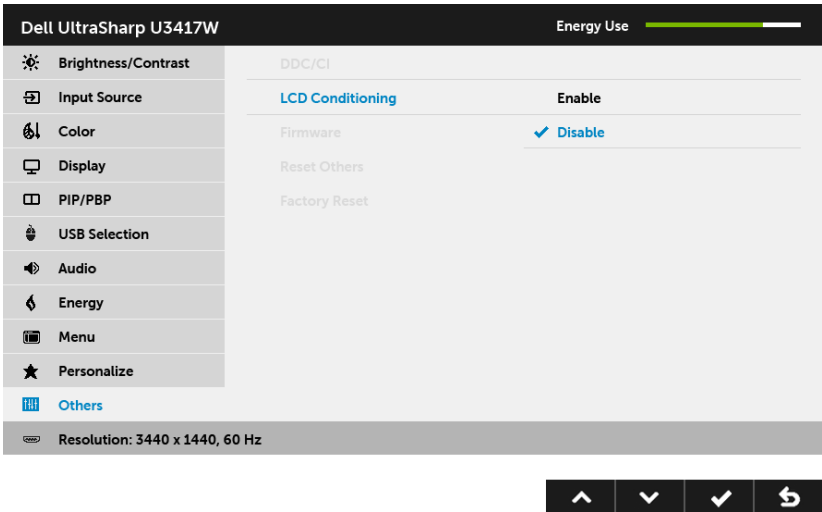 Dell UltraSharp U3417W
Energy Use
Brightness/Contrast
DDC/CI
Input Source
LCD Conditioning
Enable
Color
Firmware
Disable
Display
Reset Others
PIP/PBP
Factory Reset
USB Selection
Audio
Energy
Menu
Personalize
Others
Resolution: 3440 x 1440, 60 Hz